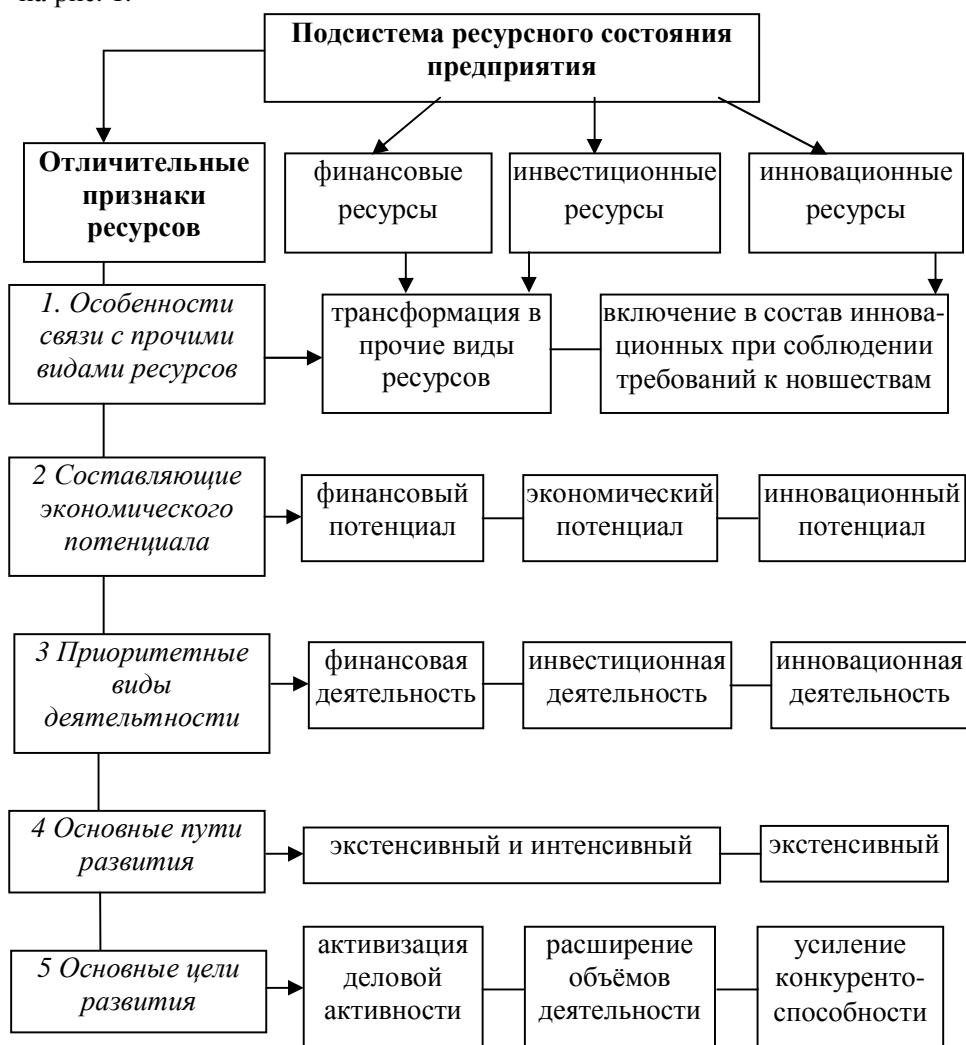 на рис. 1.
Подсистема ресурсного состояния
предприятия
Отличительные
признаки
ресурсов
финансовые
ресурсы
инвестиционные
ресурсы
инновационные
ресурсы
1. Особенности
связи с прочими
видами ресурсов
трансформация в
прочие виды
ресурсов
включение в состав иннова-
ционных при соблюдении
требований к новшествам
2 Составляющие
экономического
потенциала
финансовый
потенциал
экономический
потенциал
инновационный
потенциал
3 Приоритетные
виды
деятельтности
финансовая
деятельность
инвестиционная
деятельность
инновационная
деятельность
4 Основные пути
развития
экстенсивный и интенсивный
экстенсивный
5 Основные цели
развития
активизация
деловой
активности
расширение
объёмов
деятельности
усиление
конкуренто-
способности